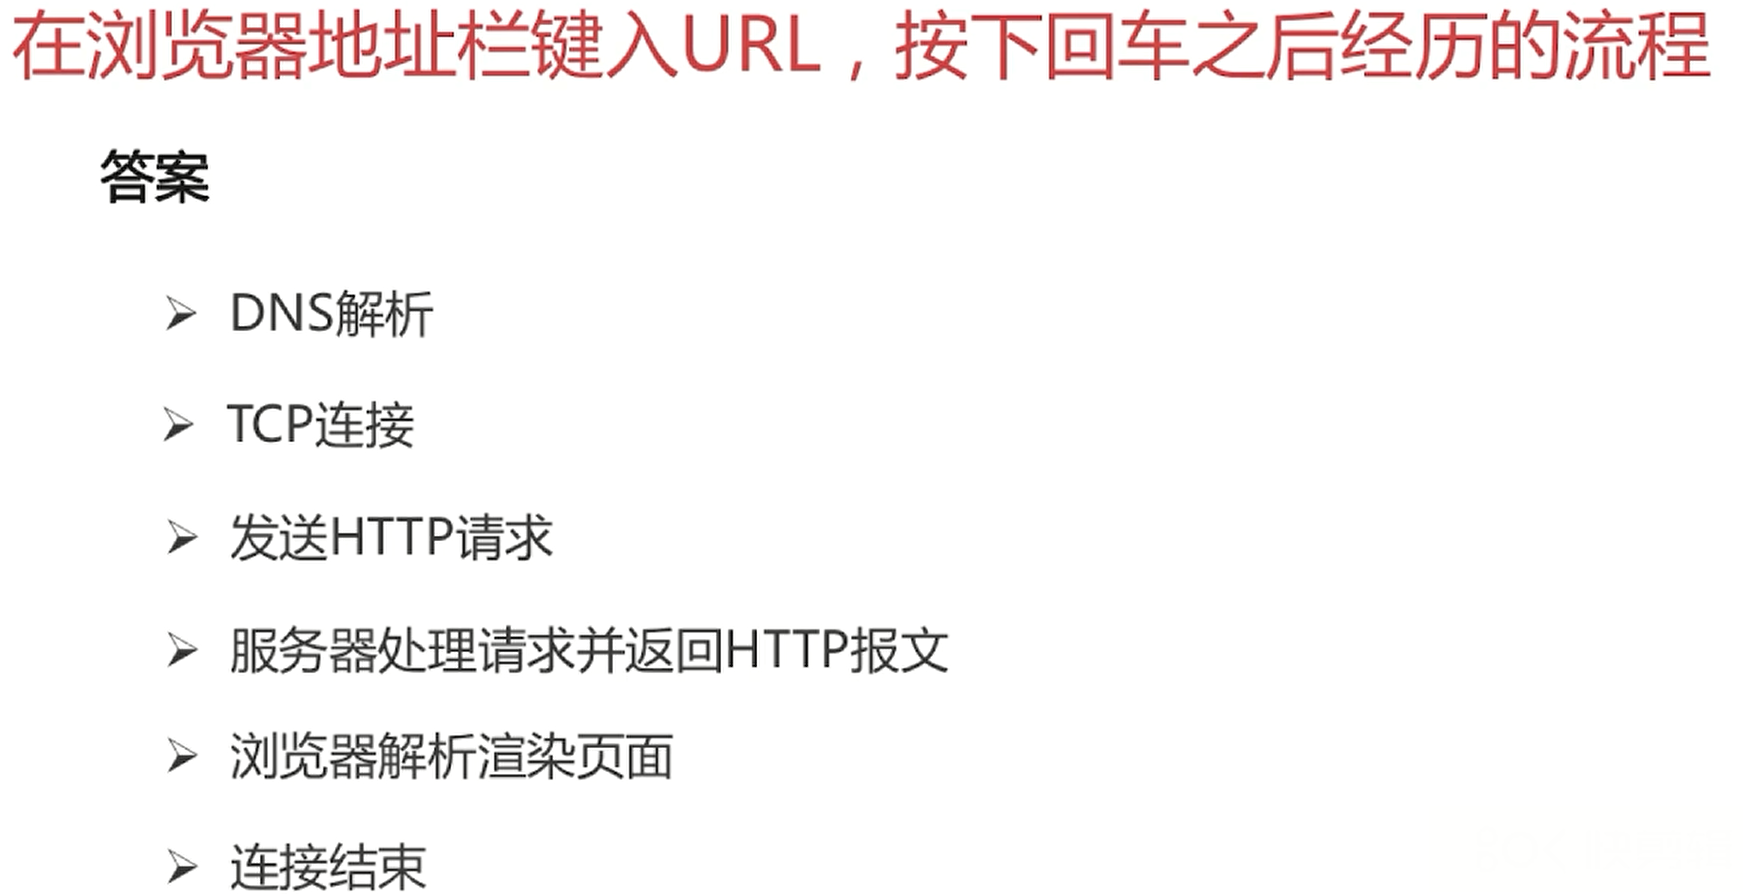 在浏览器地址栏键入URL，按下回车之后经历的流程
答案
DNS解析
TCP连接
发送HTTP请求
服务器处理请求并返回HTTP报文
浏览器解析渲染页面
连接结束